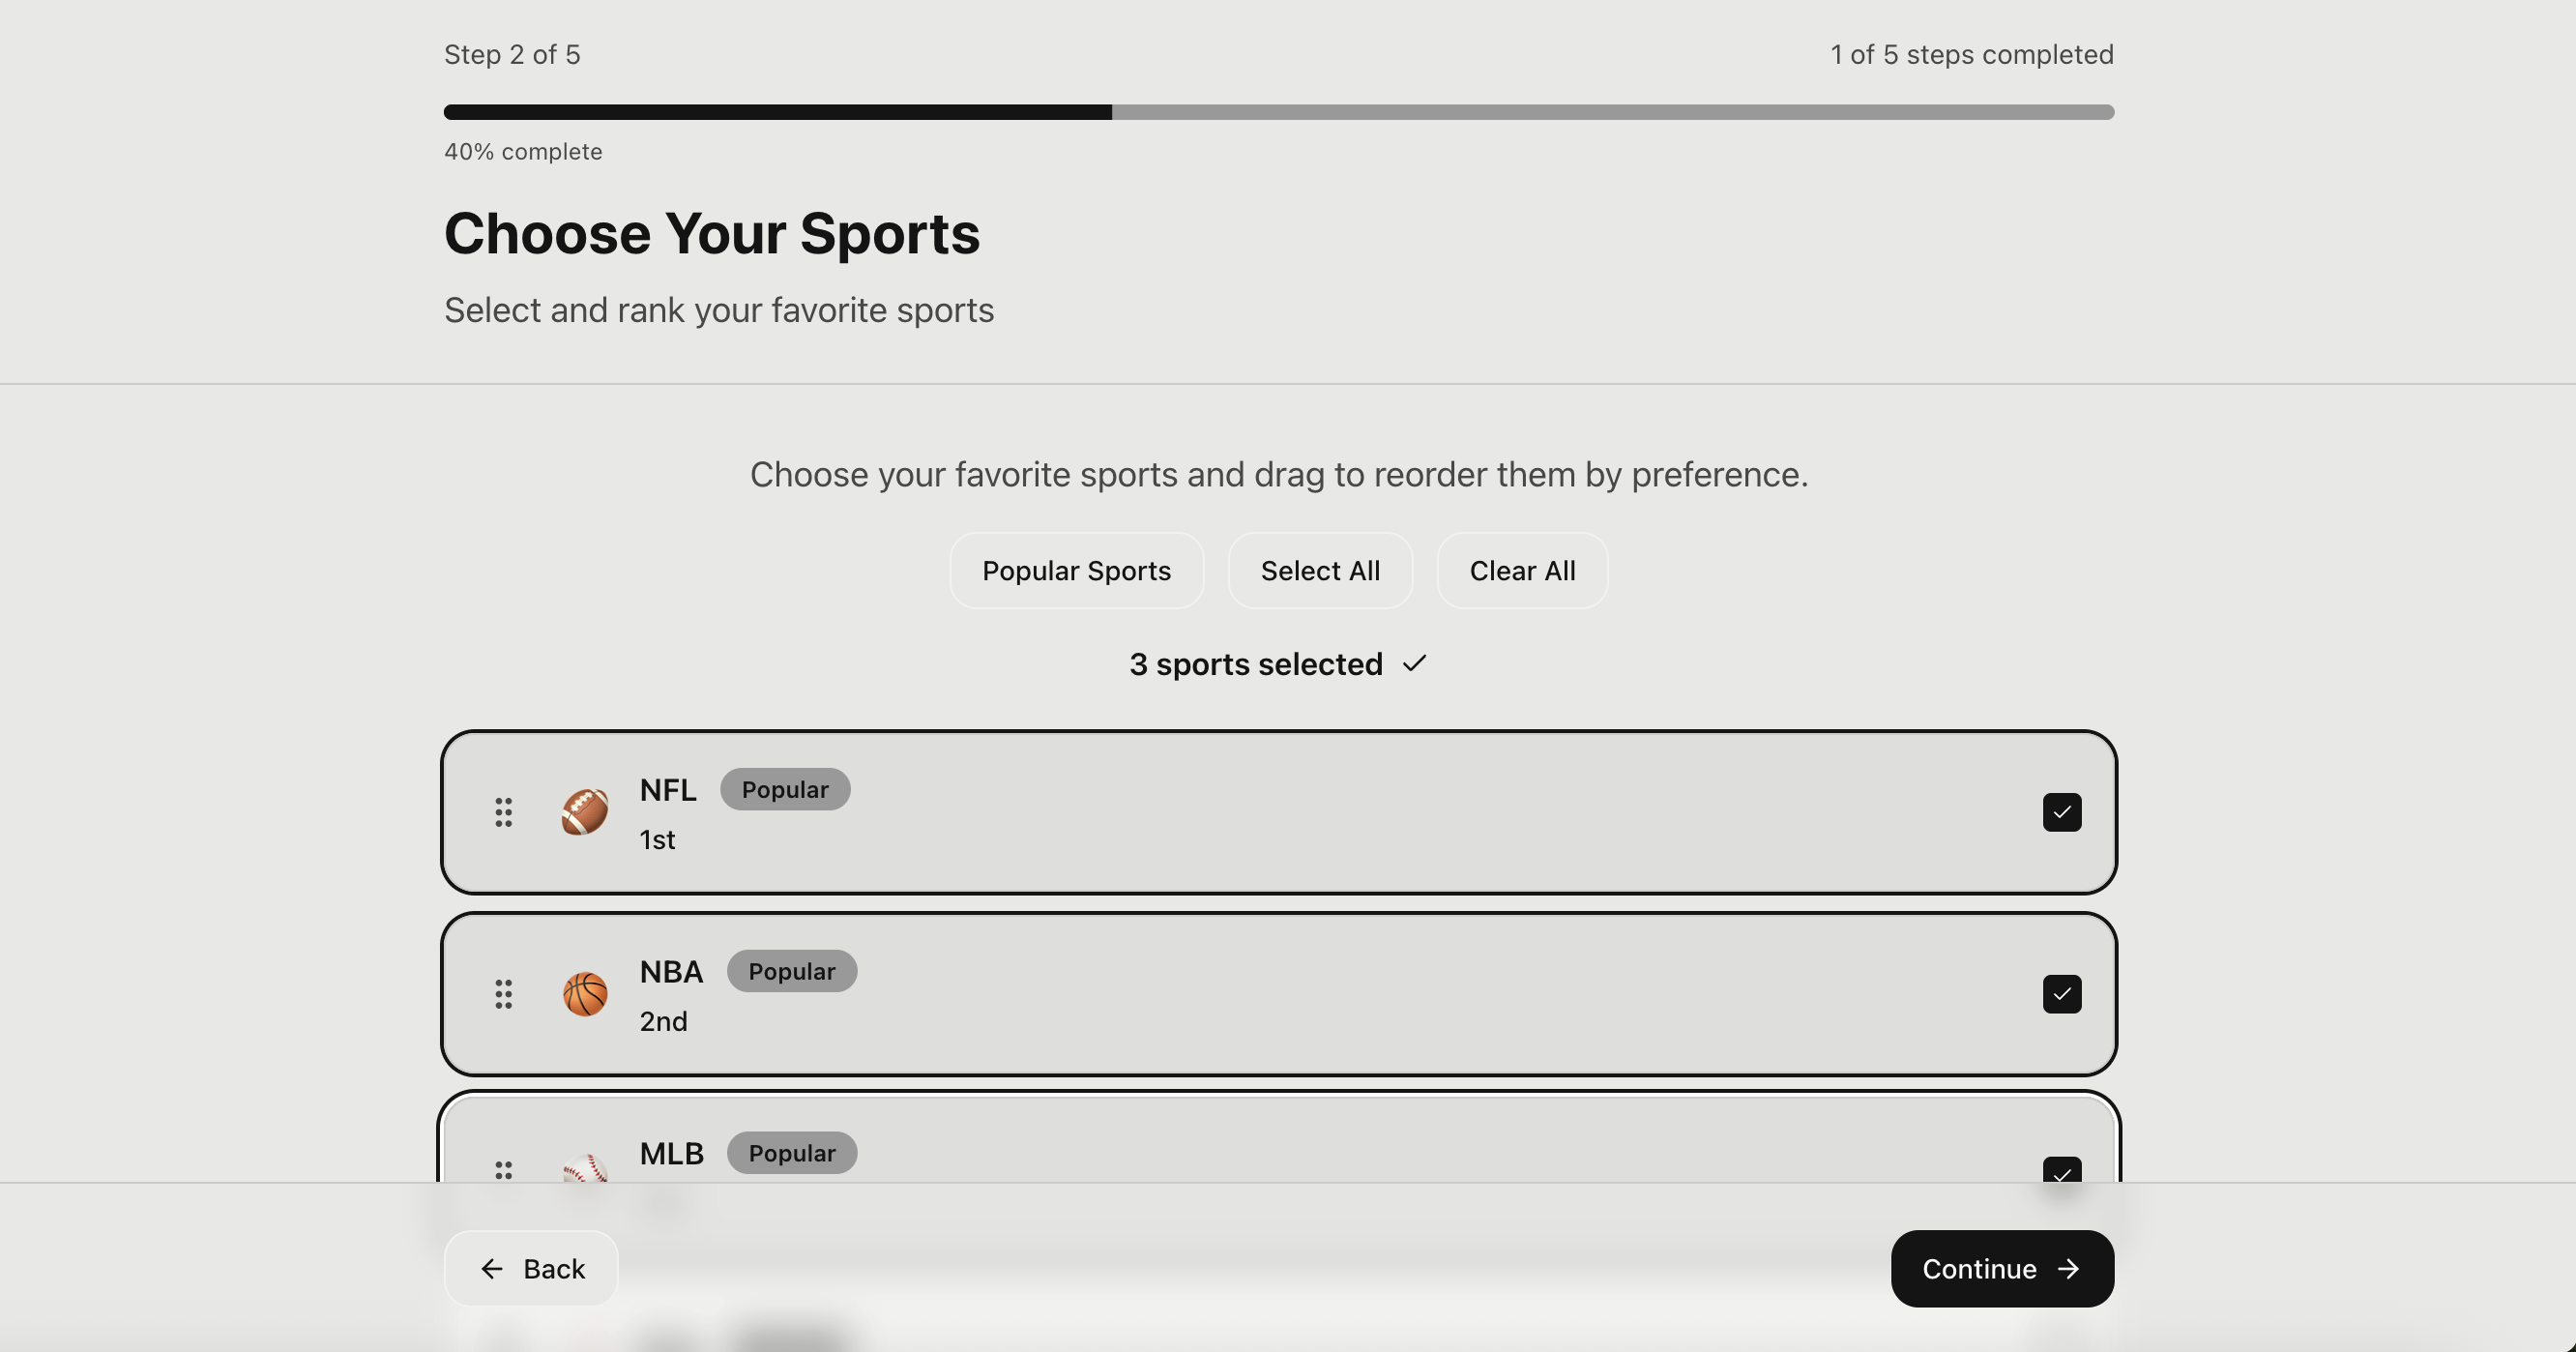 Step 2 of 5
1 of 5 steps completed
40% complete
Choose Your Sports
Select and rank your favorite sports
Choose your favorite sports and drag to reorder them by preference.
Popular Sports
Select All
Clear All
3 sports selected
NFL
Popular
1st
NBA
Popular
2nd
MLB
Popular
Back
Continue